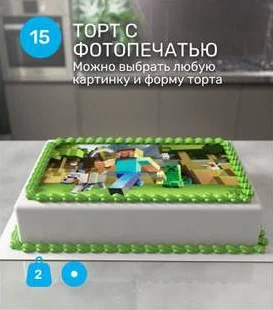 15
ТОРТ С
ФОТОПЕЧАТЬЮ
Можно выбрать любую
картинку и форму торта
2